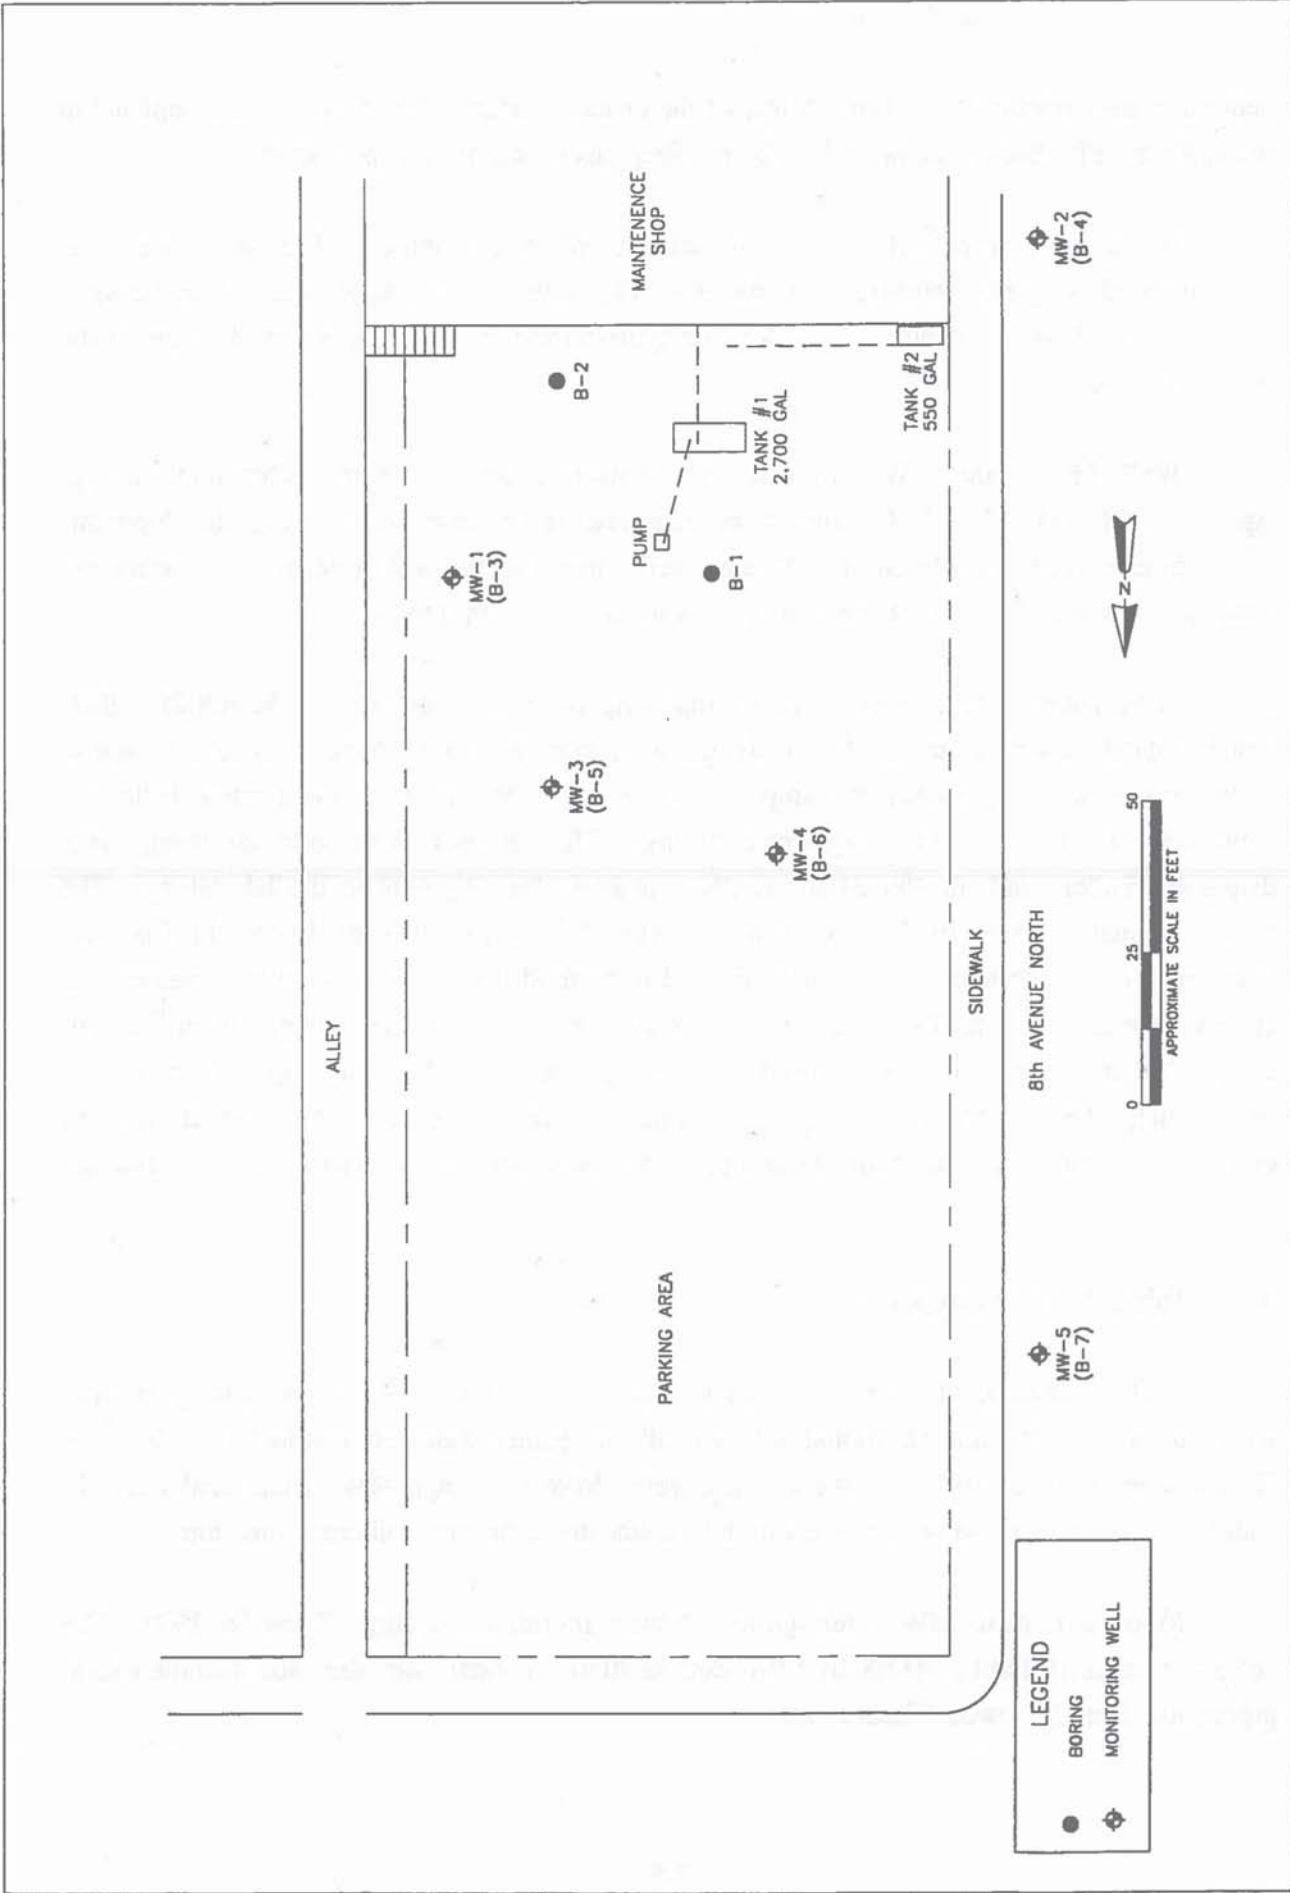 ALLEY
MAINTENENCE
SHOP
B-2
TANK #1
2,700 GAL
TANK #2
550 GAL
PUMP
B-1
MW-1
(B-3)
MW-2
(B-4)
MW-3
(B-5)
MW-4
(B-6)
PARKING AREA
SIDEWALK
8th AVENUE NORTH
MW-5
(B-7)
N
0 25 50
APPROXIMATE SCALE IN FEET
LEGEND
BORING
MONITORING WELL